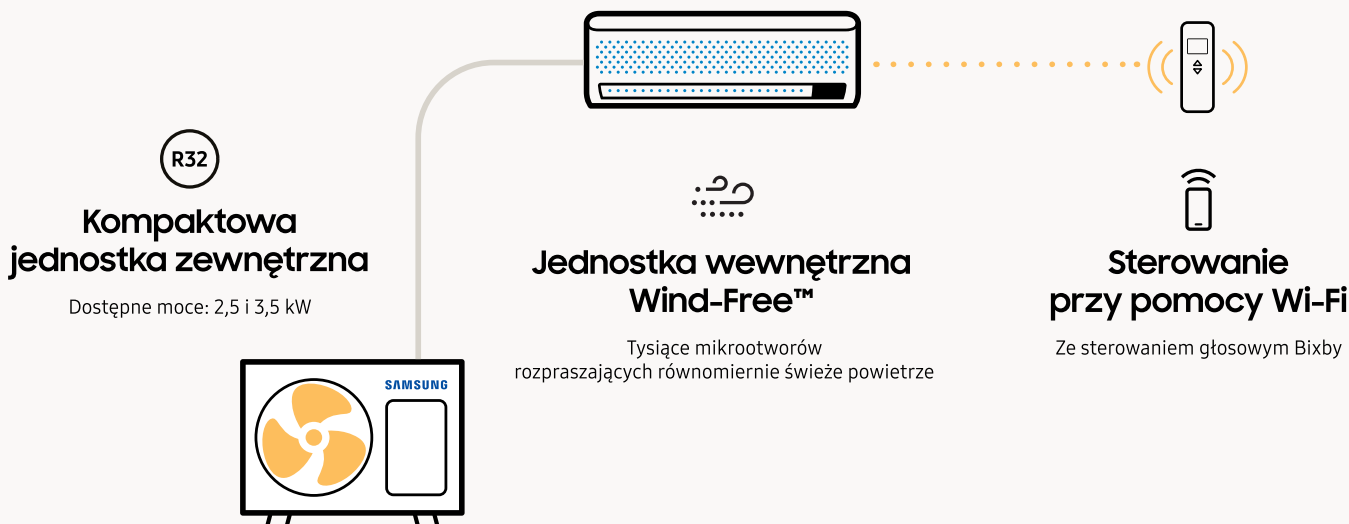 R32
Kompaktowa
jednostka zewnętrzna
Dostępne moce: 2,5 i 3,5 kW
SAMSUNG
Jednostka wewnętrzna
Wind-Free™
Tysiące mikrootworów
rozpraszających równomiernie świeże powietrze
Sterowanie
przy pomocy Wi-Fi
Ze sterowaniem głosowym Bixby